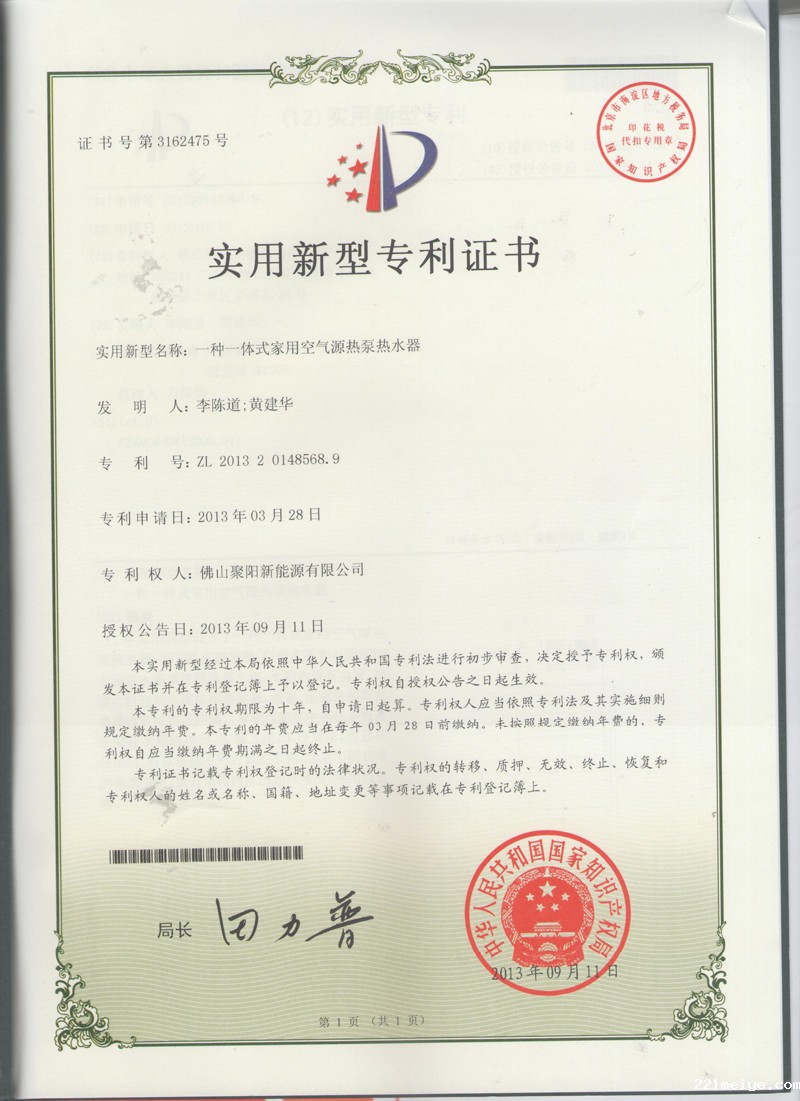 证书号第3162475号
北京市海淀区地方税务局
印花税
代扣专用章
国家知识产权局
实用新型专利证书
实用新型名称：一种一体式家用空气源热泵热水器
发 明 人：李陈道;黄建华
专 利 号：ZL 2013 2 0148568.9
专利申请日：2013年03月28日
专 利 权 人：佛山聚阳新能源有限公司
授权公告日：2013年09月11日
本实用新型经过本局依照中华人民共和国专利法进行初步审查，决定授予专利权，颁
发本证书并在专利登记簿上予以登记。专利权自授权公告之日起生效。
本专利的专利权期限为十年，自申请日起算。专利权人应当依照专利法及其实施细则
规定缴纳年费。本专利的年费应当在每年03月28日前缴纳。未按照规定缴纳年费的，专
利权自应当缴纳年费期满之日起终止。
专利证书记载专利权登记时的法律状况。专利权的转移、质押、无效、终止、恢复和
专利权人的姓名或名称、国籍、地址变更等事项记载在专利登记簿上。
局长 田力普
中华人民共和国国家知识产权局
2013年09月11日
第1页（共1页）
221meiye.com